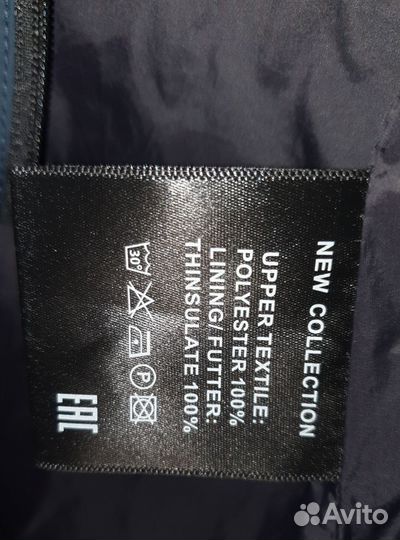 NEW COLLECTION
UPPER TEXTILE:
POLYESTER 100%
LINING/FUTTER:
THINSULATE 100%
30°
P
EAC
Avito